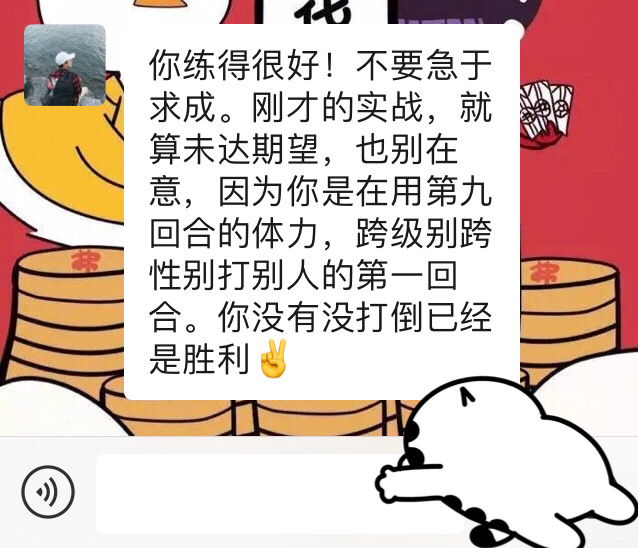 你练得很好！不要急于
求成。刚才的实战，就
算未达期望，也别在
意，因为你是在用第九
回合的体力，跨级别跨
性别打别人的第一回
合。你没有没打倒已经
是胜利✌️